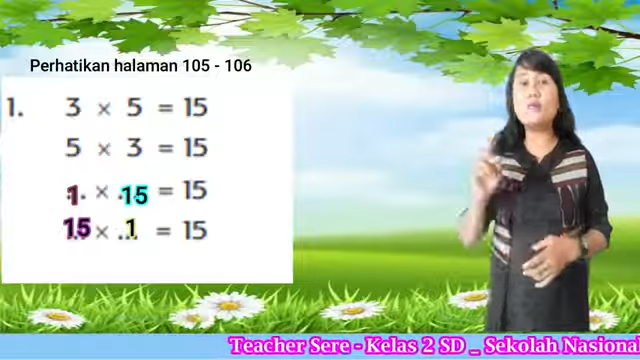 Perhatikan halaman 105 - 106
1. 3 × 5 = 15
5 × 3 = 15
1 × 15 = 15
15 × 1 = 15
Teacher Sere - Kelas 2 SD _ Sekolah Nasional